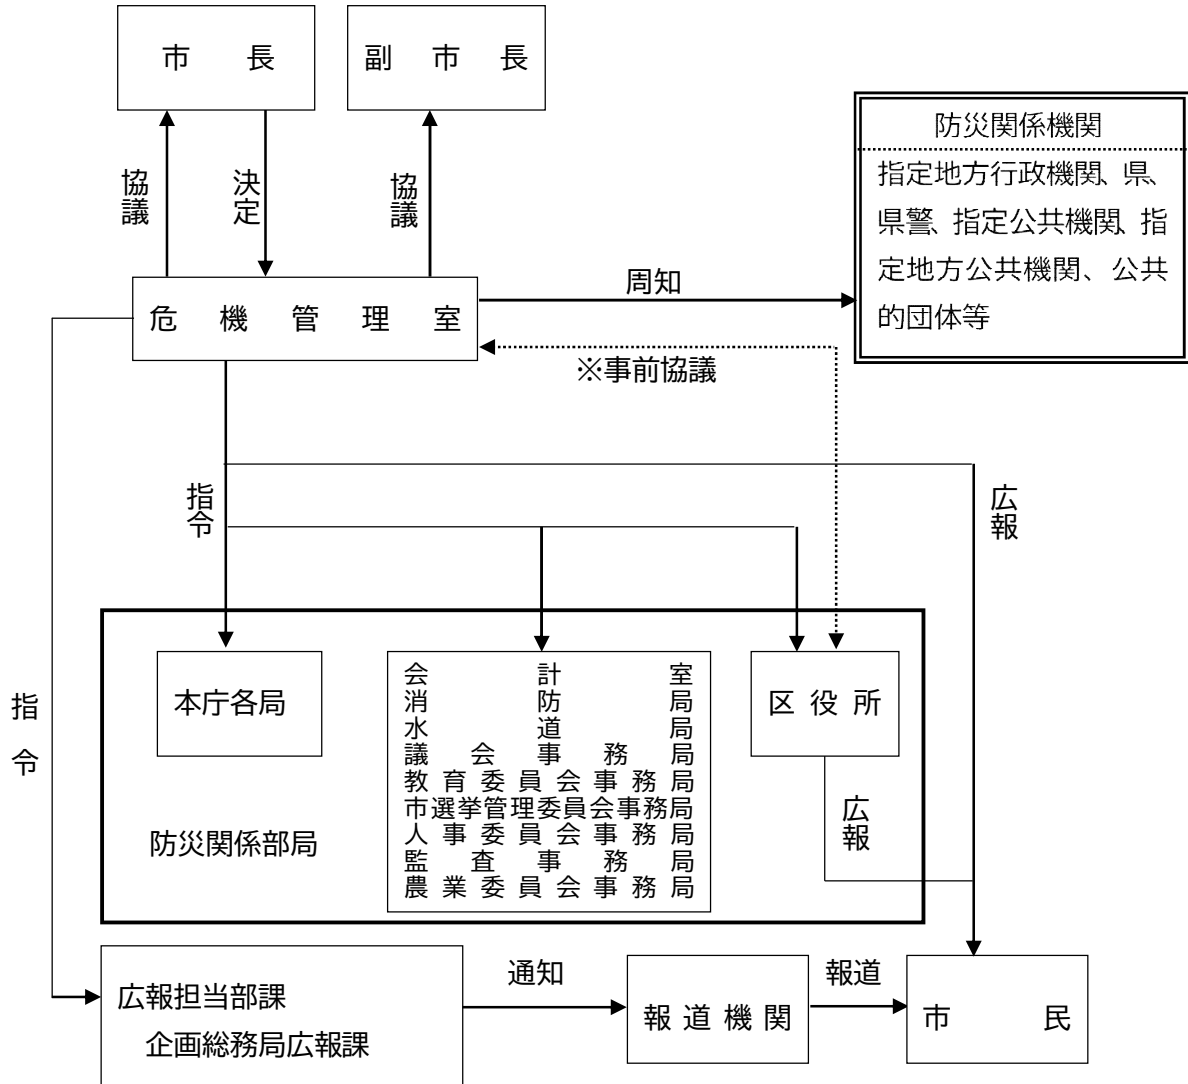 市長
副市長
防災関係機関
指定地方行政機関、県、
県警、指定公共機関、指
定地方公共機関、公共
的団体等
協議
決定
協議
危機管理室
周知
※事前協議
指令
広報
指令
本庁各局
会計室
消防局
水道局
議会事務局
教育委員会事務局
市選挙管理委員会事務局
人事委員会事務局
監査事務局
農業委員会事務局
区役所
防災関係部局
広報
広報担当部課
企画総務局広報課
通知
報道機関
報道
市民